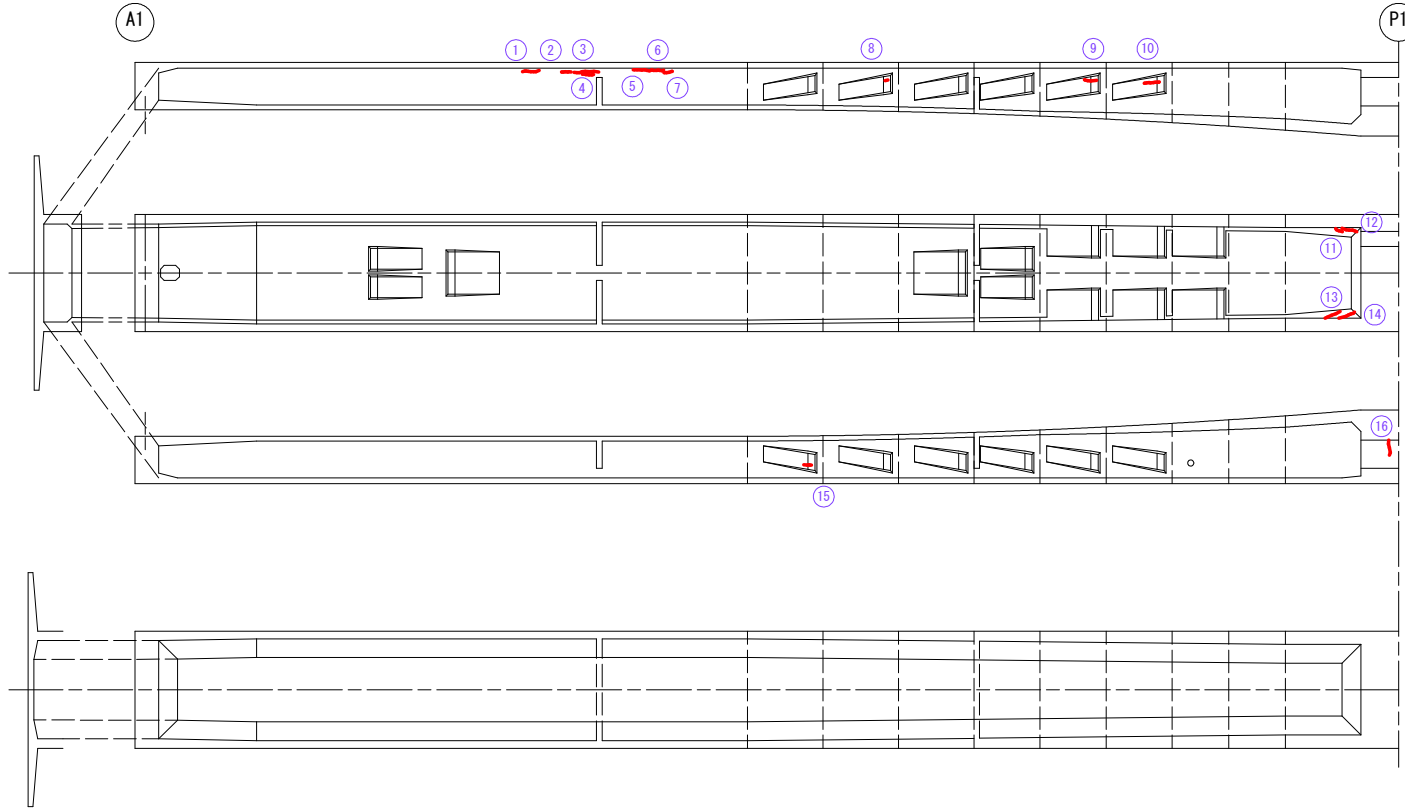 A1
P1
① ② ③ ⑥ ⑧ ⑨ ⑩
④ ⑤ ⑦
⑫
⑪
⑬
⑭
⑯
⑮